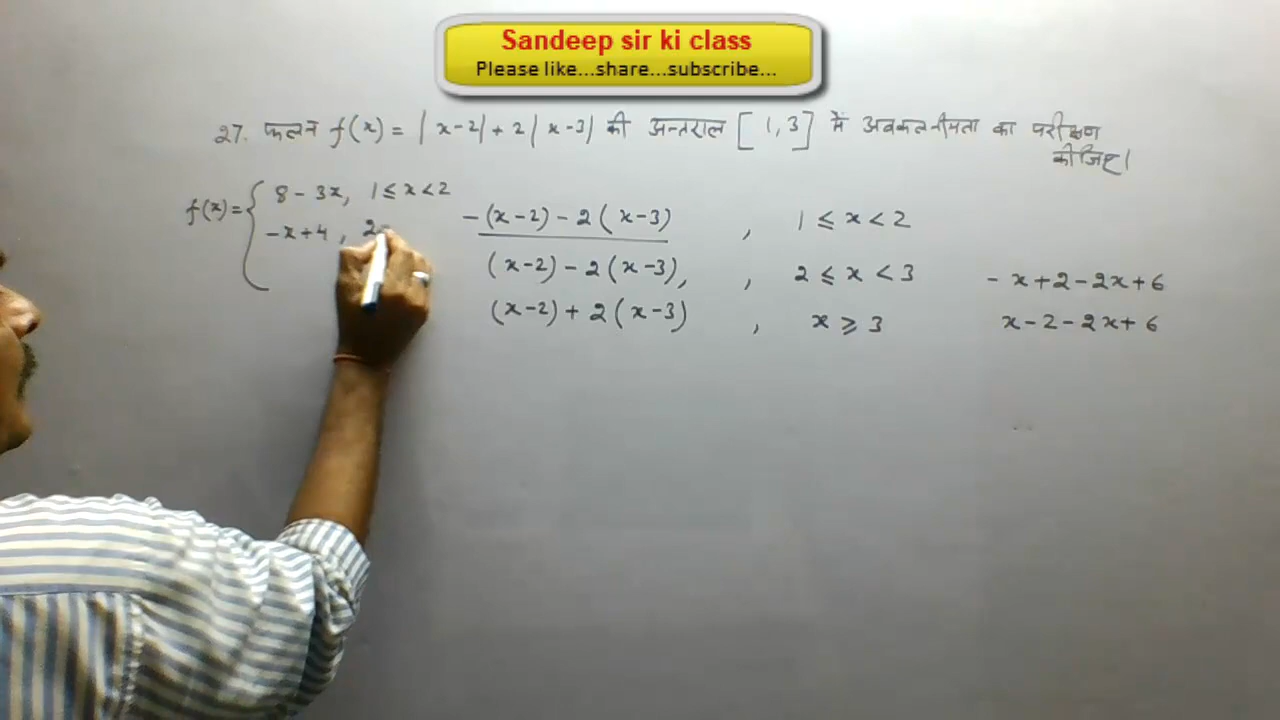 Sandeep sir ki class
Please like...share...subscribe...
27. फलन f(x) = |x-2| + 2|x-3| की अन्तराल [1,3] में अवकलनीयता का परीक्षण
कीजिए।
f(x) = { 8 - 3x, 1 ≤ x < 2
-x+4, 2
-(x-2) - 2(x-3) , 1 ≤ x < 2
(x-2) - 2(x-3), , 2 ≤ x < 3
(x-2) + 2(x-3) , x ≥ 3
-x+2-2x+6
x-2-2x+6